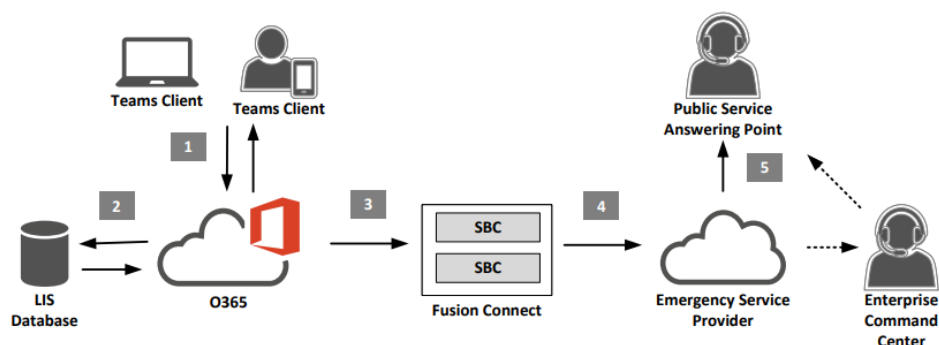 Teams Client
Teams Client
1
2
LIS
Database
O365
3
SBC
SBC
Fusion Connect
4
Emergency Service
Provider
5
Public Service
Answering Point
Enterprise
Command
Center